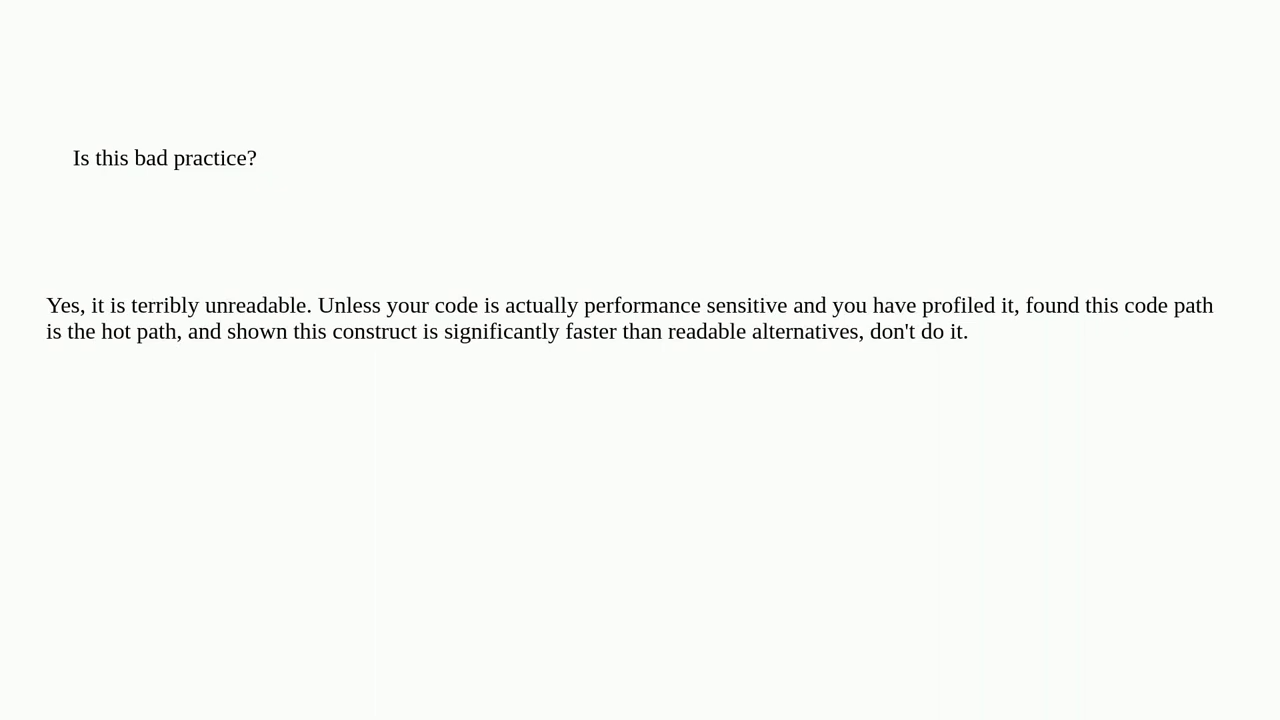 Is this bad practice?
Yes, it is terribly unreadable. Unless your code is actually performance sensitive and you have profiled it, found this code path
is the hot path, and shown this construct is significantly faster than readable alternatives, don't do it.